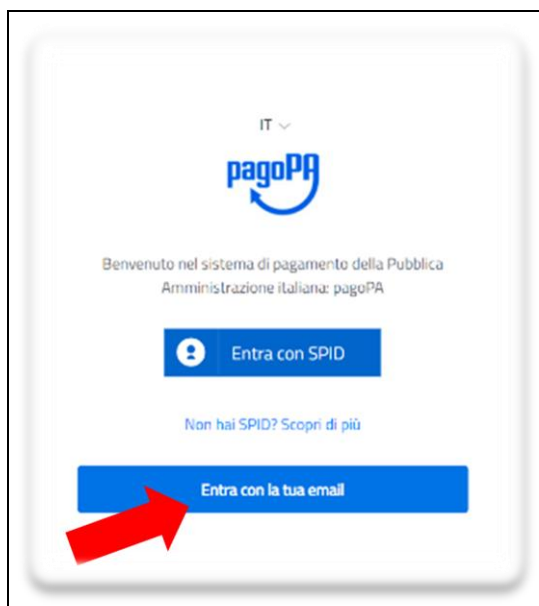 IT
pagoPA
Benvenuto nel sistema di pagamento della Pubblica
Amministrazione italiana: pagoPA
Entra con SPID
Non hai SPID? Scopri di più
Entra con la tua email